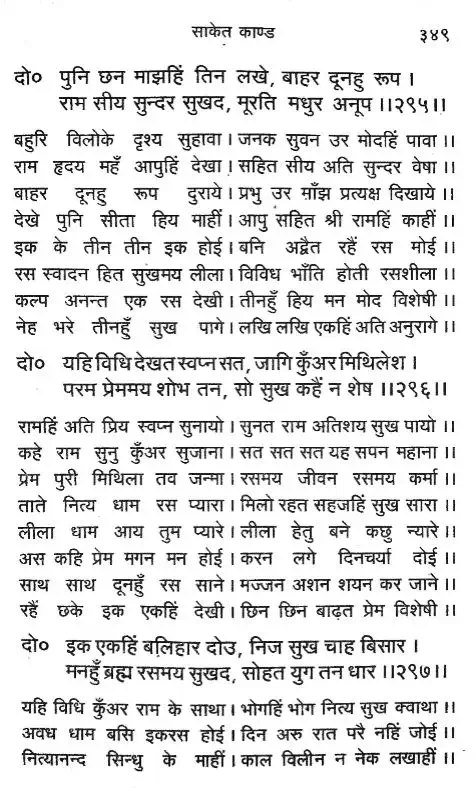 साकेत काण्ड ३४९
दो० पुनि छन माझहिं तिन लखे, बाहर दूनहु रूप ।
राम सीय सुन्दर सुखद, मूरति मधुर अनूप ।।२९५।।
बहुरि विलोके दृश्य सुहावा । जनक सुवन उर मोदहिं पावा ।।
राम हृदय महँ आपुहिं देखा । सहित सीय अति सुन्दर वेषा ।।
बाहर दूनहु रूप दुराये । प्रभु उर माँझ प्रत्यक्ष दिखाये ।।
देखे पुनि सीता हिय माहीं । आपु सहित श्री रामहिं काहीं ।।
इक के तीन तीन इक होई । बनि अद्वैत रहैं रस मोई ।।
रस स्वादन हित सुखमय लीला । विविध भाँति होती रसशीला ।।
कल्प अनन्त एक रस देखी । तीनहुँ हिय मन मोद विशेषी ।।
नेह भरे तीनहुँ सुख पागे । लखि लखि एकहिं अति अनुरागे ।।
दो० यहि विधि देखत स्वप्न सत, जागि कुँअर मिथिलेश ।
परम प्रेममय शोभ तन, सो सुख कहैं न शेष ।।२९६।।
रामहिं अति प्रिय स्वप्न सुनायो । सुनत राम अतिशय सुख पायो ।।
कहे राम सुनु कुँअर सुजाना । सत सत सत यह सपन महाना ।।
प्रेम पुरी मिथिला तव जन्मा । रसमय जीवन रसमय कर्मा ।।
ताते नित्य धाम रस प्यारा । मिलो रहत सहजहिं सुख सारा ।।
लीला धाम आय तुम प्यारे । लीला हेतु बने कछु न्यारे ।।
अस कहि प्रेम मगन मन होई । करन लगे दिनचर्या दोई ।।
साथ साथ दूनहुँ रस साने । मज्जन अशन शयन कर जाने ।।
रहैं छके इक एकहिं देखी । छिन छिन बाढ़त प्रेम विशेषी ।।
दो० इक एकहिं बलिहार दोउ, निज सुख चाह बिसार ।
मनहुँ ब्रह्म रसमय सुखद, सोहत युग तन धार ।।२९७।।
यहि विधि कुँअर राम के साथा । भोगहिं भोग नित्य सुख क्वाथा ।।
अवध धाम बसि इकरस होई । दिन अरु रात परै नहिं जोई ।।
नित्यानन्द सिन्धु के माहीं । काल विलीन न नेक लखाहीं ।।